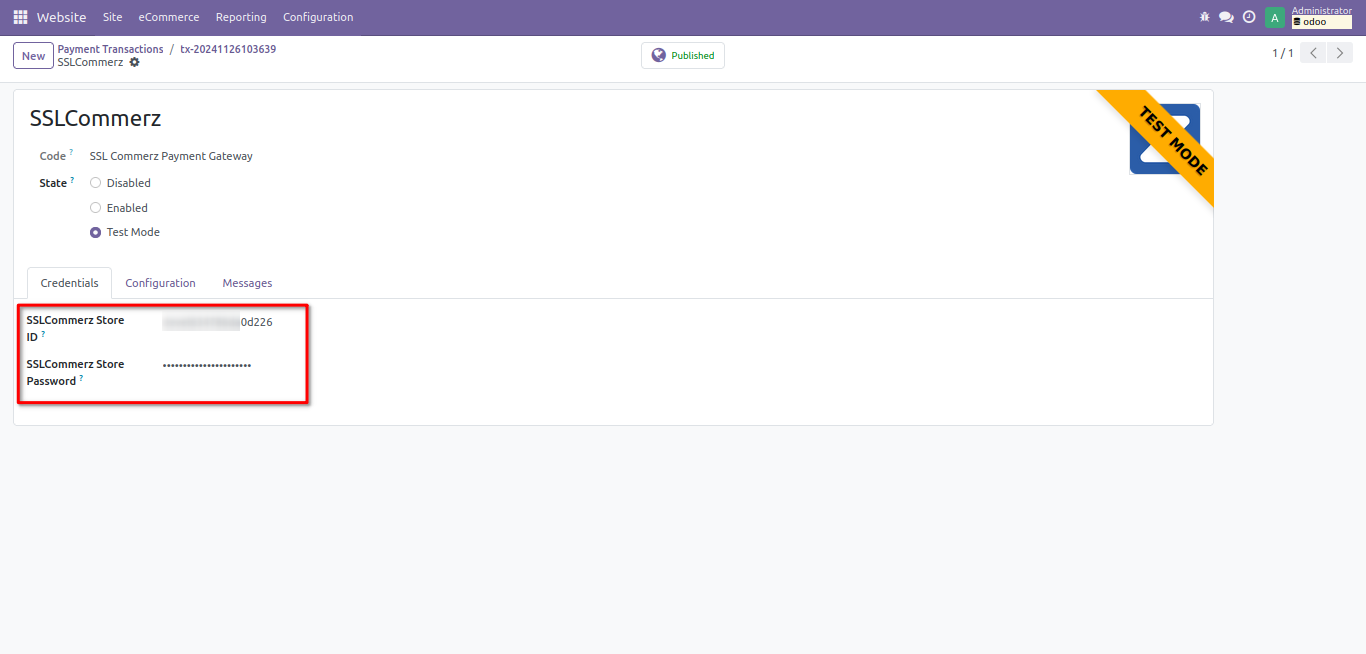 Website Site eCommerce Reporting Configuration
A Administrator
odoo
New Payment Transactions / tx-20241126103639
SSLCommerz
Published
1 / 1
SSLCommerz
TEST MODE
Code ? SSL Commerz Payment Gateway
State ? Disabled
Enabled
Test Mode
Credentials Configuration Messages
SSLCommerz Store
ID ?
0d226
SSLCommerz Store
Password ?
••••••••••••••••••••••